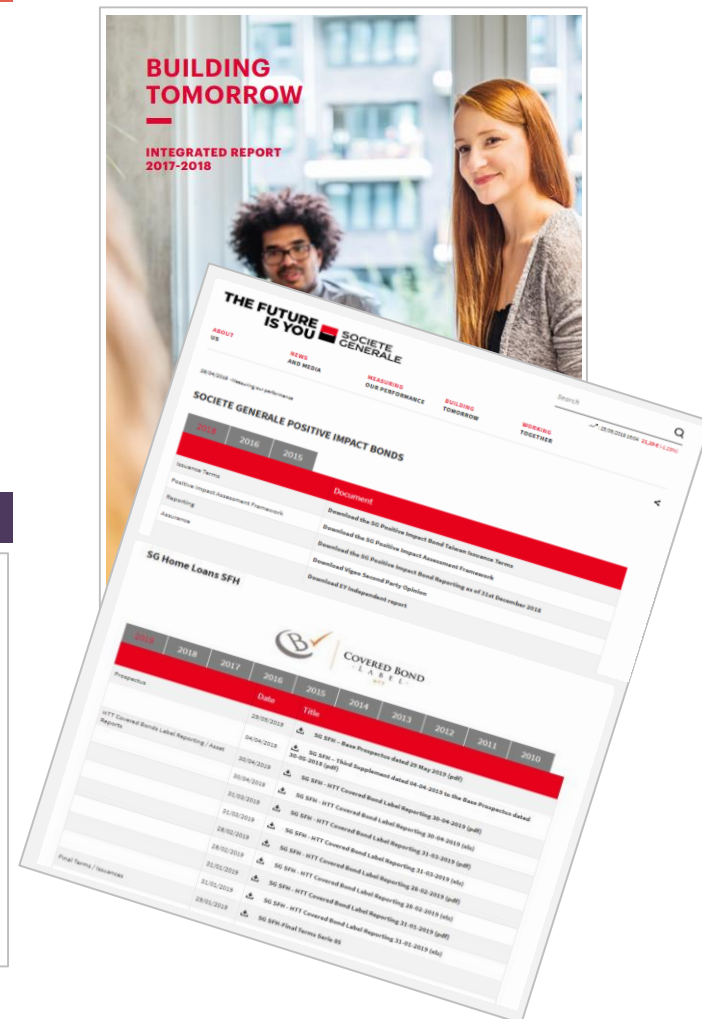 BUILDING
TOMORROW
INTEGRATED REPORT
2017-2018
THE FUTURE
IS YOU
SOCIETE
GENERALE
ABOUT
US
NEWS
AND MEDIA
MEASURING
OUR PERFORMANCE
BUILDING
TOMORROW
WORKING
TOGETHER
Search
SOCIETE GENERALE POSITIVE IMPACT BONDS
2018 2016 2015
Document
Issuance Terms Download the SG Positive Impact Bond Taiwan Issuance Terms
Positive Impact Assessment Framework Download the SG Positive Impact Assessment Framework
Reporting Download the SG Positive Impact Bond Reporting as of 31st December 2018
Assurance Download Vigeo Second Party Opinion
Download EY independent report
SG Home Loans SFH
COVERED BOND
LABEL
2019 2018 2017 2016 2015 2014 2013 2012 2011 2010
Date Title
Prospectus 29/05/2019 SG SFH – Base Prospectus dated 29 May 2019 (pdf)
04/04/2019 SG SFH – Third Supplement dated 04-04-2019 to the Base Prospectus dated
30-05-2018 (pdf)
HTT Covered Bonds Label Reporting / Asset
Reports
30/04/2019 SG SFH - HTT Covered Bond Label Reporting 30-04-2019 (pdf)
30/04/2019 SG SFH - HTT Covered Bond Label Reporting 30-04-2019 (xls)
31/03/2019 SG SFH - HTT Covered Bond Label Reporting 31-03-2019 (pdf)
31/03/2019 SG SFH - HTT Covered Bond Label Reporting 31-03-2019 (xls)
28/02/2019 SG SFH - HTT Covered Bond Label Reporting 28-02-2019 (pdf)
28/02/2019 SG SFH - HTT Covered Bond Label Reporting 28-02-2019 (xls)
31/01/2019 SG SFH - HTT Covered Bond Label Reporting 31-01-2019 (pdf)
31/01/2019 SG SFH - HTT Covered Bond Label Reporting 31-01-2019 (xls)
Final Terms / Issuances 29/01/2019 SG SFH-Final Terms Serie 85